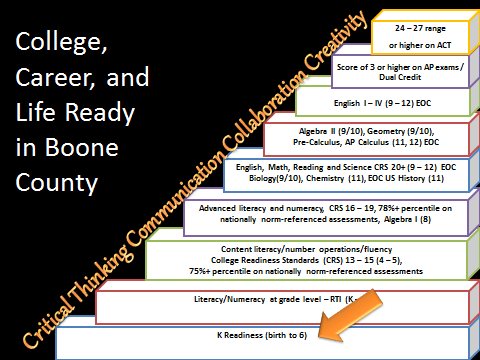 College,
Career, and
Life Ready
in Boone
County
Critical Thinking Communication Collaboration Creativity
24 – 27 range
or higher on ACT
Score of 3 or higher on AP exams /
Dual Credit
English I – IV (9 – 12) EOC
Algebra II (9/10), Geometry (9/10),
Pre-Calculus, AP Calculus (11, 12) EOC
English, Math, Reading and Science CRS 20+ (9 – 12) EOC
Biology(9/10), Chemistry (11), EOC US History (11)
Advanced literacy and numeracy, CRS 16 – 19, 78%+ percentile on
nationally norm-referenced assessments, Algebra I (8)
Content literacy/number operations/fluency
College Readiness Standards (CRS) 13 – 15 (4 – 5),
75%+ percentile on nationally norm-referenced assessments
Literacy/Numeracy at grade level – RTI (K –
K Readiness (birth to 6)